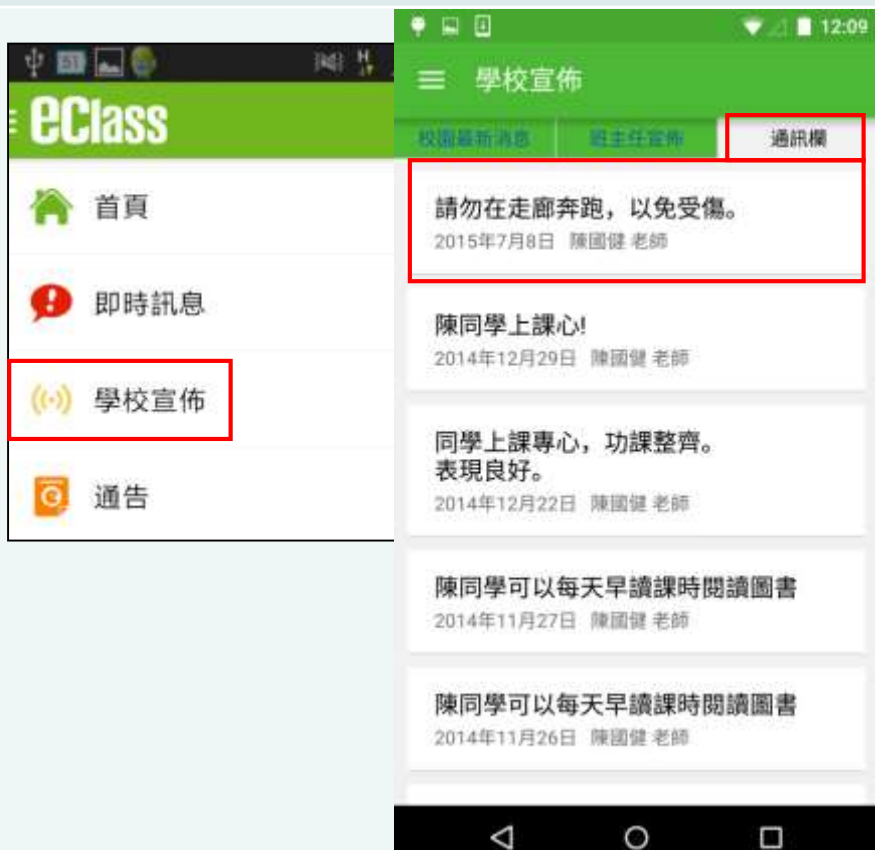 eClass
首頁
即時訊息
學校宣佈
通告
12:09
學校宣佈
校園最新消息
班主任宣佈
通訊欄
請勿在走廊奔跑，以免受傷。
2015年7月8日 陳國健 老師
陳同學上課心!
2014年12月29日 陳國健 老師
同學上課專心，功課整齊。
表現良好。
2014年12月22日 陳國健 老師
陳同學可以每天早讀課時閱讀圖書
2014年11月27日 陳國健 老師
陳同學可以每天早讀課時閱讀圖書
2014年11月26日 陳國健 老師